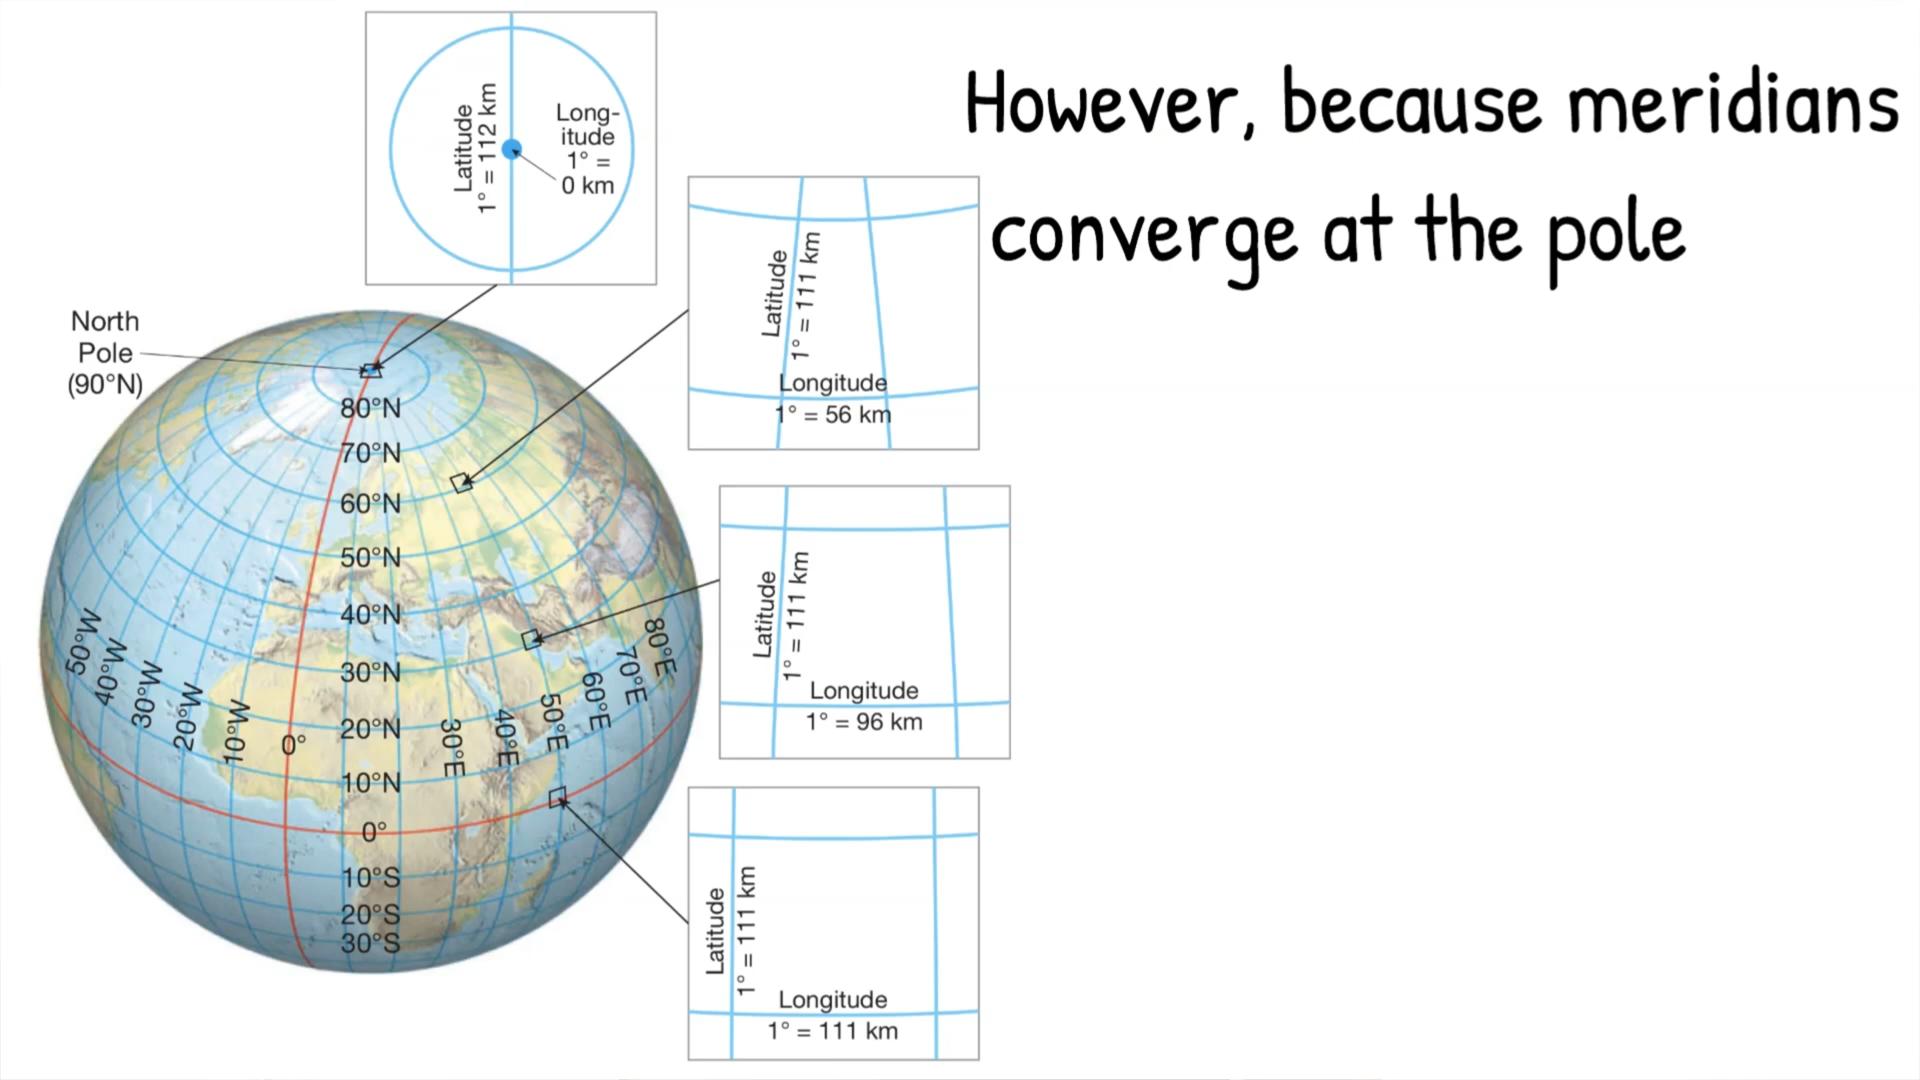 However, because meridians
converge at the pole
Latitude
1° = 112 km
Long-
itude
1° =
0 km
Latitude
1° = 111 km
Longitude
1° = 56 km
Latitude
1° = 111 km
Longitude
1° = 96 km
Latitude
1° = 111 km
Longitude
1° = 111 km
North
Pole
(90°N)
80°N
70°N
60°N
50°N
40°N
30°N
20°N
10°N
0°
10°S
20°S
30°S
50°W
40°W
30°W
20°W
10°W
0°
30°E
40°E
50°E
60°E
70°E
80°E